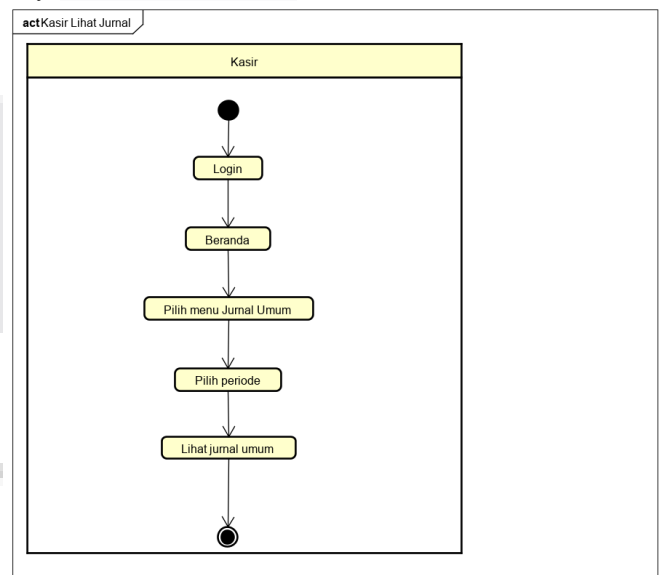 act Kasir Lihat Jurnal
Kasir
Login
Beranda
Pilih menu Jurnal Umum
Pilih periode
Lihat jurnal umum